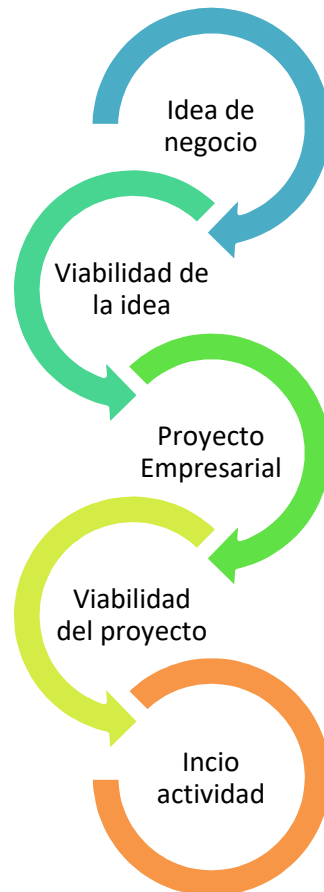 Idea de
negocio
Viabilidad de
la idea
Proyecto
Empresarial
Viabilidad
del proyecto
Incio
actividad